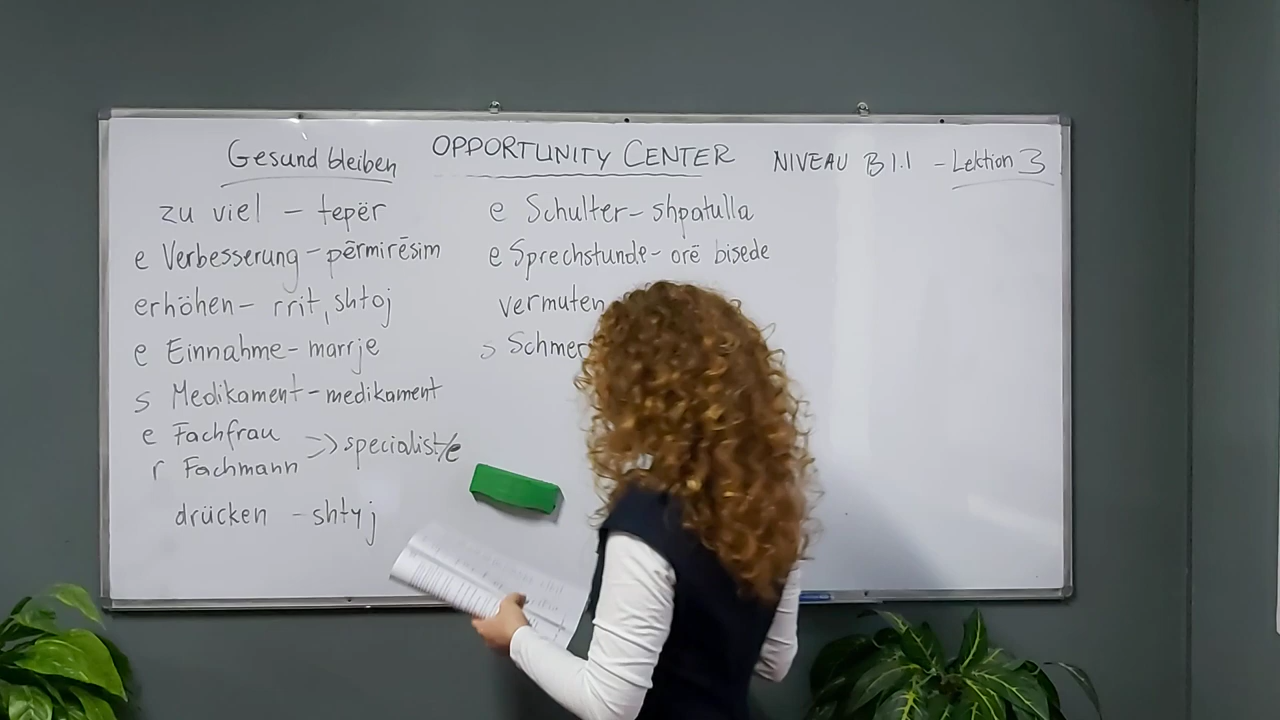 Gesund bleiben
OPPORTUNITY CENTER
NIVEAU B1.1 - Lektion 3
zu viel - tepër
e Verbesserung - përmirësim
erhöhen - rrit, shtoj
e Einnahme - marrje
s Medikament - medikament
e Fachfrau
r Fachmann
=>> specialist/e
drücken - shtyj
e Schulter - shpatulla
e Sprechstunde - orë bisede
vermuten
s Schmer